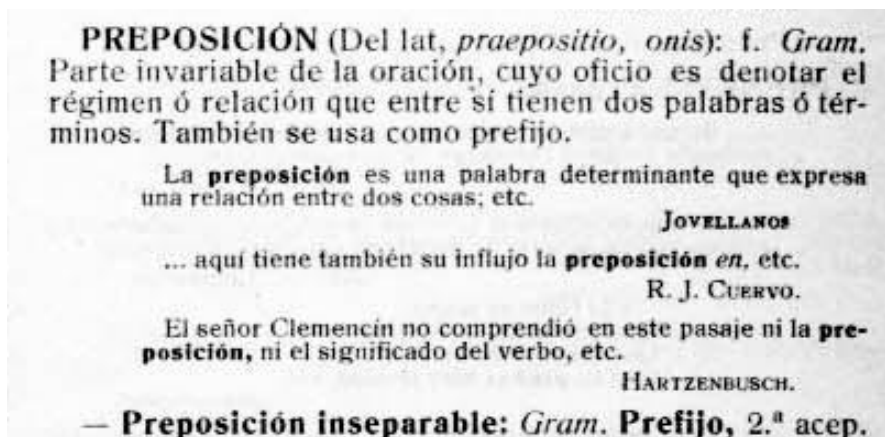 PREPOSICIÓN (Del lat, praepositio, onis): f. Gram.
Parte invariable de la oración, cuyo oficio es denotar el
régimen ó relación que entre sí tienen dos palabras ó tér-
minos. También se usa como prefijo.
La preposición es una palabra determinante que expresa
una relación entre dos cosas; etc.
JOVELLANOS
... aquí tiene también su influjo la preposición en, etc.
R. J. CUERVO.
El señor Clemencín no comprendió en este pasaje ni la pre-
posición, ni el significado del verbo, etc.
HARTZENBUSCH.
— Preposición inseparable: Gram. Prefijo, 2.ª acep.